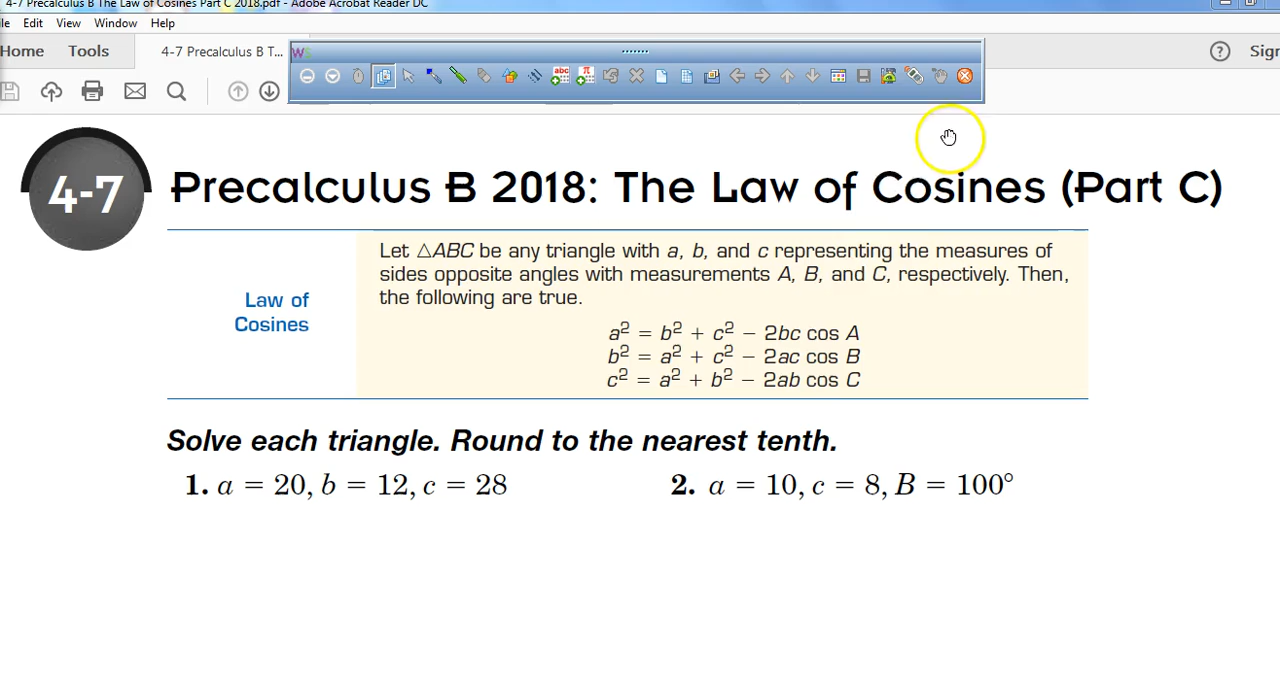 4-7 Precalculus B The Law of Cosines Part C 2018.pdf - Adobe Acrobat Reader DC
Edit View Window Help
Home Tools 4-7 Precalculus B T... Sign
4-7 Precalculus B 2018: The Law of Cosines (Part C)
Let △ABC be any triangle with a, b, and c representing the measures of
sides opposite angles with measurements A, B, and C, respectively. Then,
the following are true.
Law of
Cosines
a² = b² + c² − 2bc cos A
b² = a² + c² − 2ac cos B
c² = a² + b² − 2ab cos C
Solve each triangle. Round to the nearest tenth.
1. a = 20, b = 12, c = 28 2. a = 10, c = 8, B = 100°